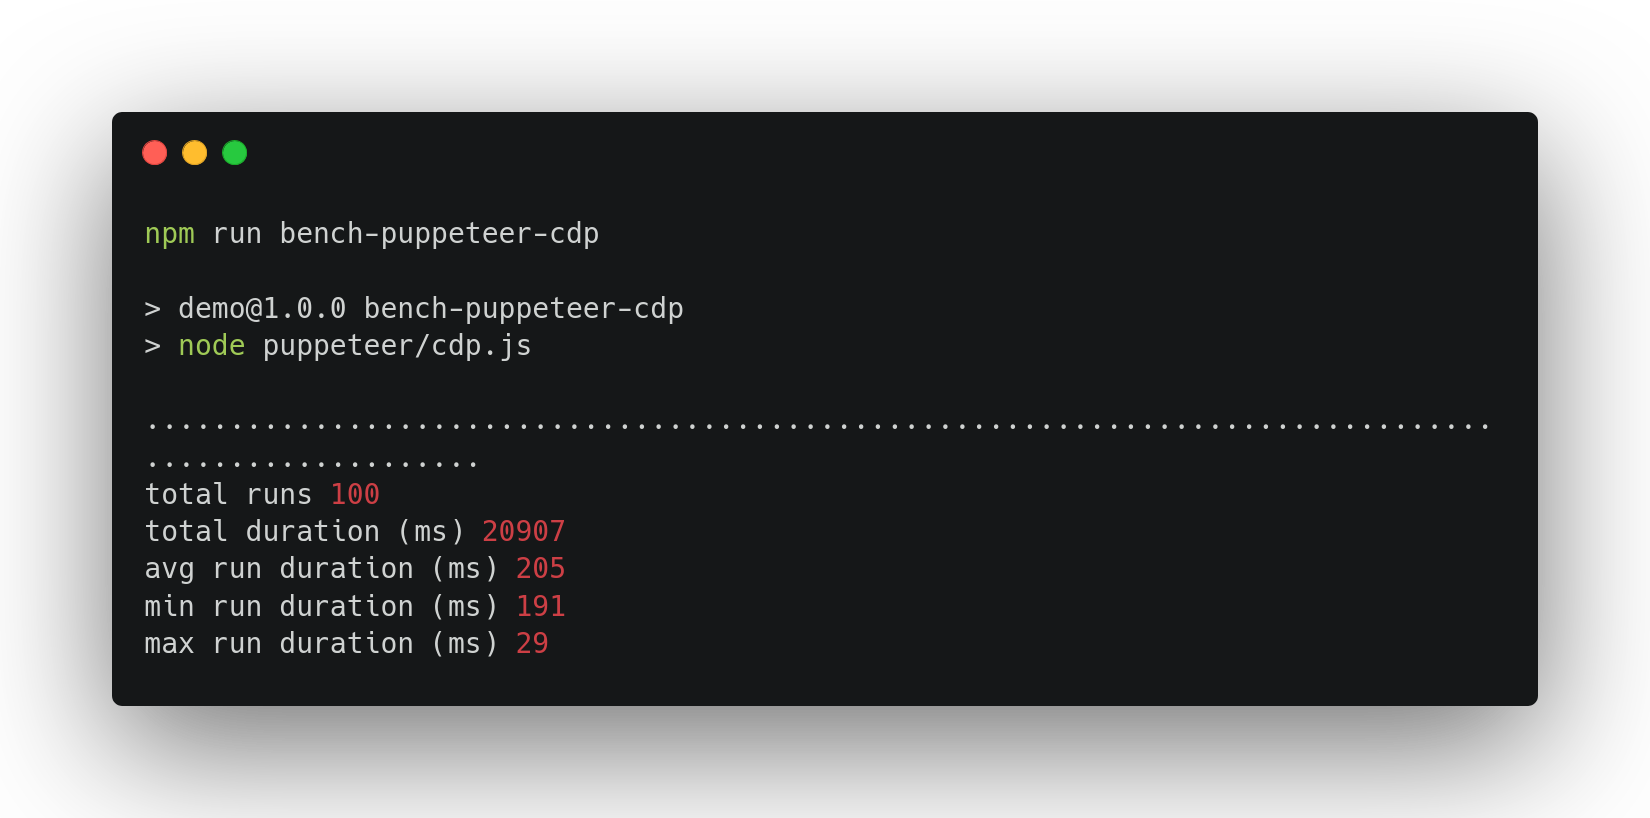 npm run bench-puppeteer-cdp
> demo@1.0.0 bench-puppeteer-cdp
> node puppeteer/cdp.js
................................................................................
....................
total runs 100
total duration (ms) 20907
avg run duration (ms) 205
min run duration (ms) 191
max run duration (ms) 29